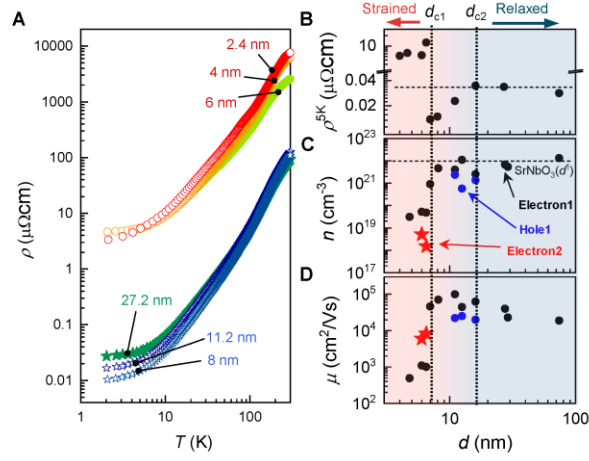 A
10000
1000
100
10
1
0.1
0.01
ρ (μΩcm)
2.4 nm
4 nm
6 nm
27.2 nm
11.2 nm
8 nm
1
10
100
T (K)
Strained
d_c1
d_c2
Relaxed
B
10
0.04
0.02
ρ^5K (μΩcm)
C
10^23
10^21
10^19
10^17
n (cm^-3)
SrNbO₃(d¹)
Electron1
Hole1
Electron2
D
10^5
10^4
10^3
10^2
μ (cm²/Vs)
10
100
d (nm)